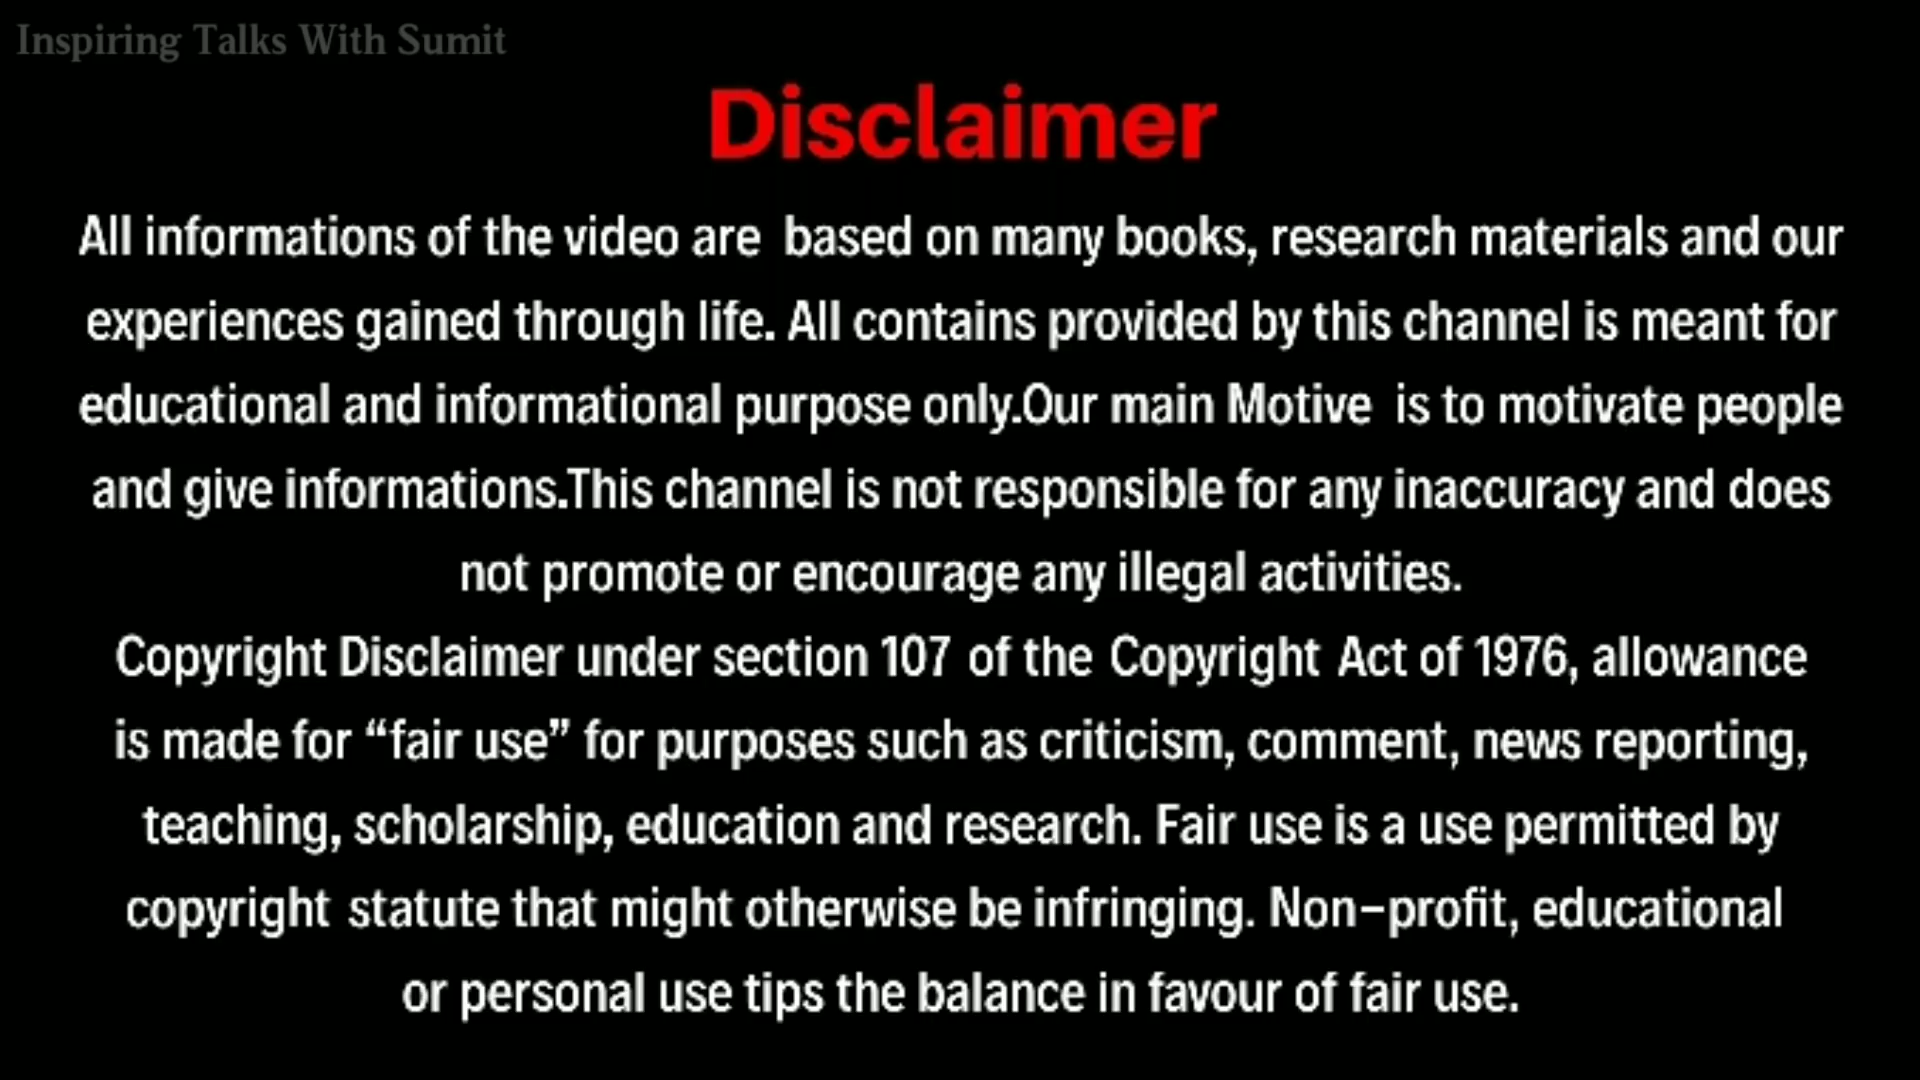 Inspiring Talks With Sumit
Disclaimer
All informations of the video are based on many books, research materials and our
experiences gained through life. All contains provided by this channel is meant for
educational and informational purpose only.Our main Motive is to motivate people
and give informations.This channel is not responsible for any inaccuracy and does
not promote or encourage any illegal activities.
Copyright Disclaimer under section 107 of the Copyright Act of 1976, allowance
is made for “fair use” for purposes such as criticism, comment, news reporting,
teaching, scholarship, education and research. Fair use is a use permitted by
copyright statute that might otherwise be infringing. Non-profit, educational
or personal use tips the balance in favour of fair use.